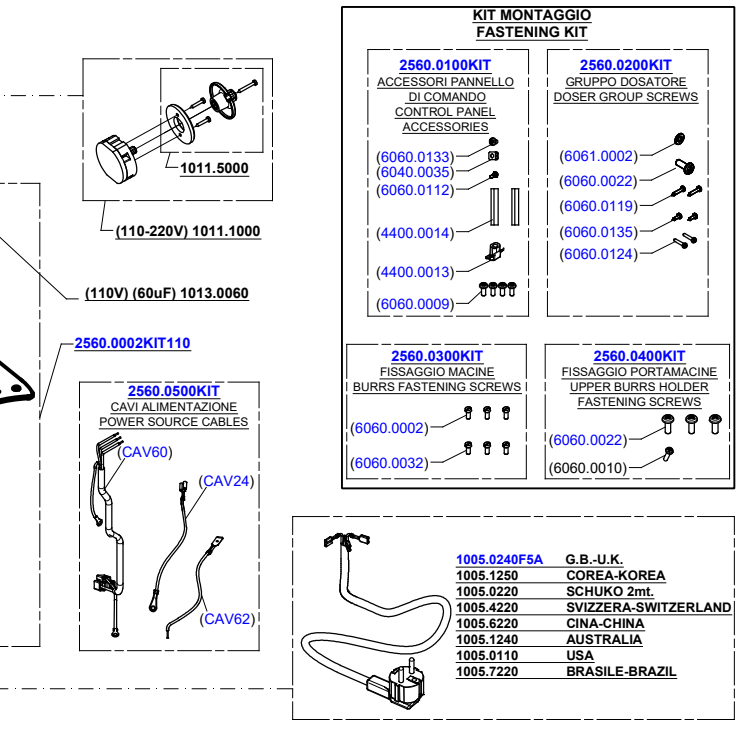 KIT MONTAGGIO
FASTENING KIT
2560.0100KIT
ACCESSORI PANNELLO
DI COMANDO
CONTROL PANEL
ACCESSORIES
(6060.0133)
(6040.0035)
(6060.0112)
(4400.0014)
(4400.0013)
(6060.0009)
2560.0200KIT
GRUPPO DOSATORE
DOSER GROUP SCREWS
(6061.0002)
(6060.0022)
(6060.0119)
(6060.0135)
(6060.0124)
2560.0300KIT
FISSAGGIO MACINE
BURRS FASTENING SCREWS
(6060.0002)
(6060.0032)
2560.0400KIT
FISSAGGIO PORTAMACINE
UPPER BURRS HOLDER
FASTENING SCREWS
(6060.0022)
(6060.0010)
1011.5000
(110-220V) 1011.1000
(110V) (60uF) 1013.0060
2560.0002KIT110
2560.0500KIT
CAVI ALIMENTAZIONE
POWER SOURCE CABLES
(CAV60)
(CAV24)
(CAV62)
1005.0240F5A G.B.-U.K.
1005.1250 COREA-KOREA
1005.0220 SCHUKO 2mt.
1005.4220 SVIZZERA-SWITZERLAND
1005.6220 CINA-CHINA
1005.1240 AUSTRALIA
1005.0110 USA
1005.7220 BRASILE-BRAZIL